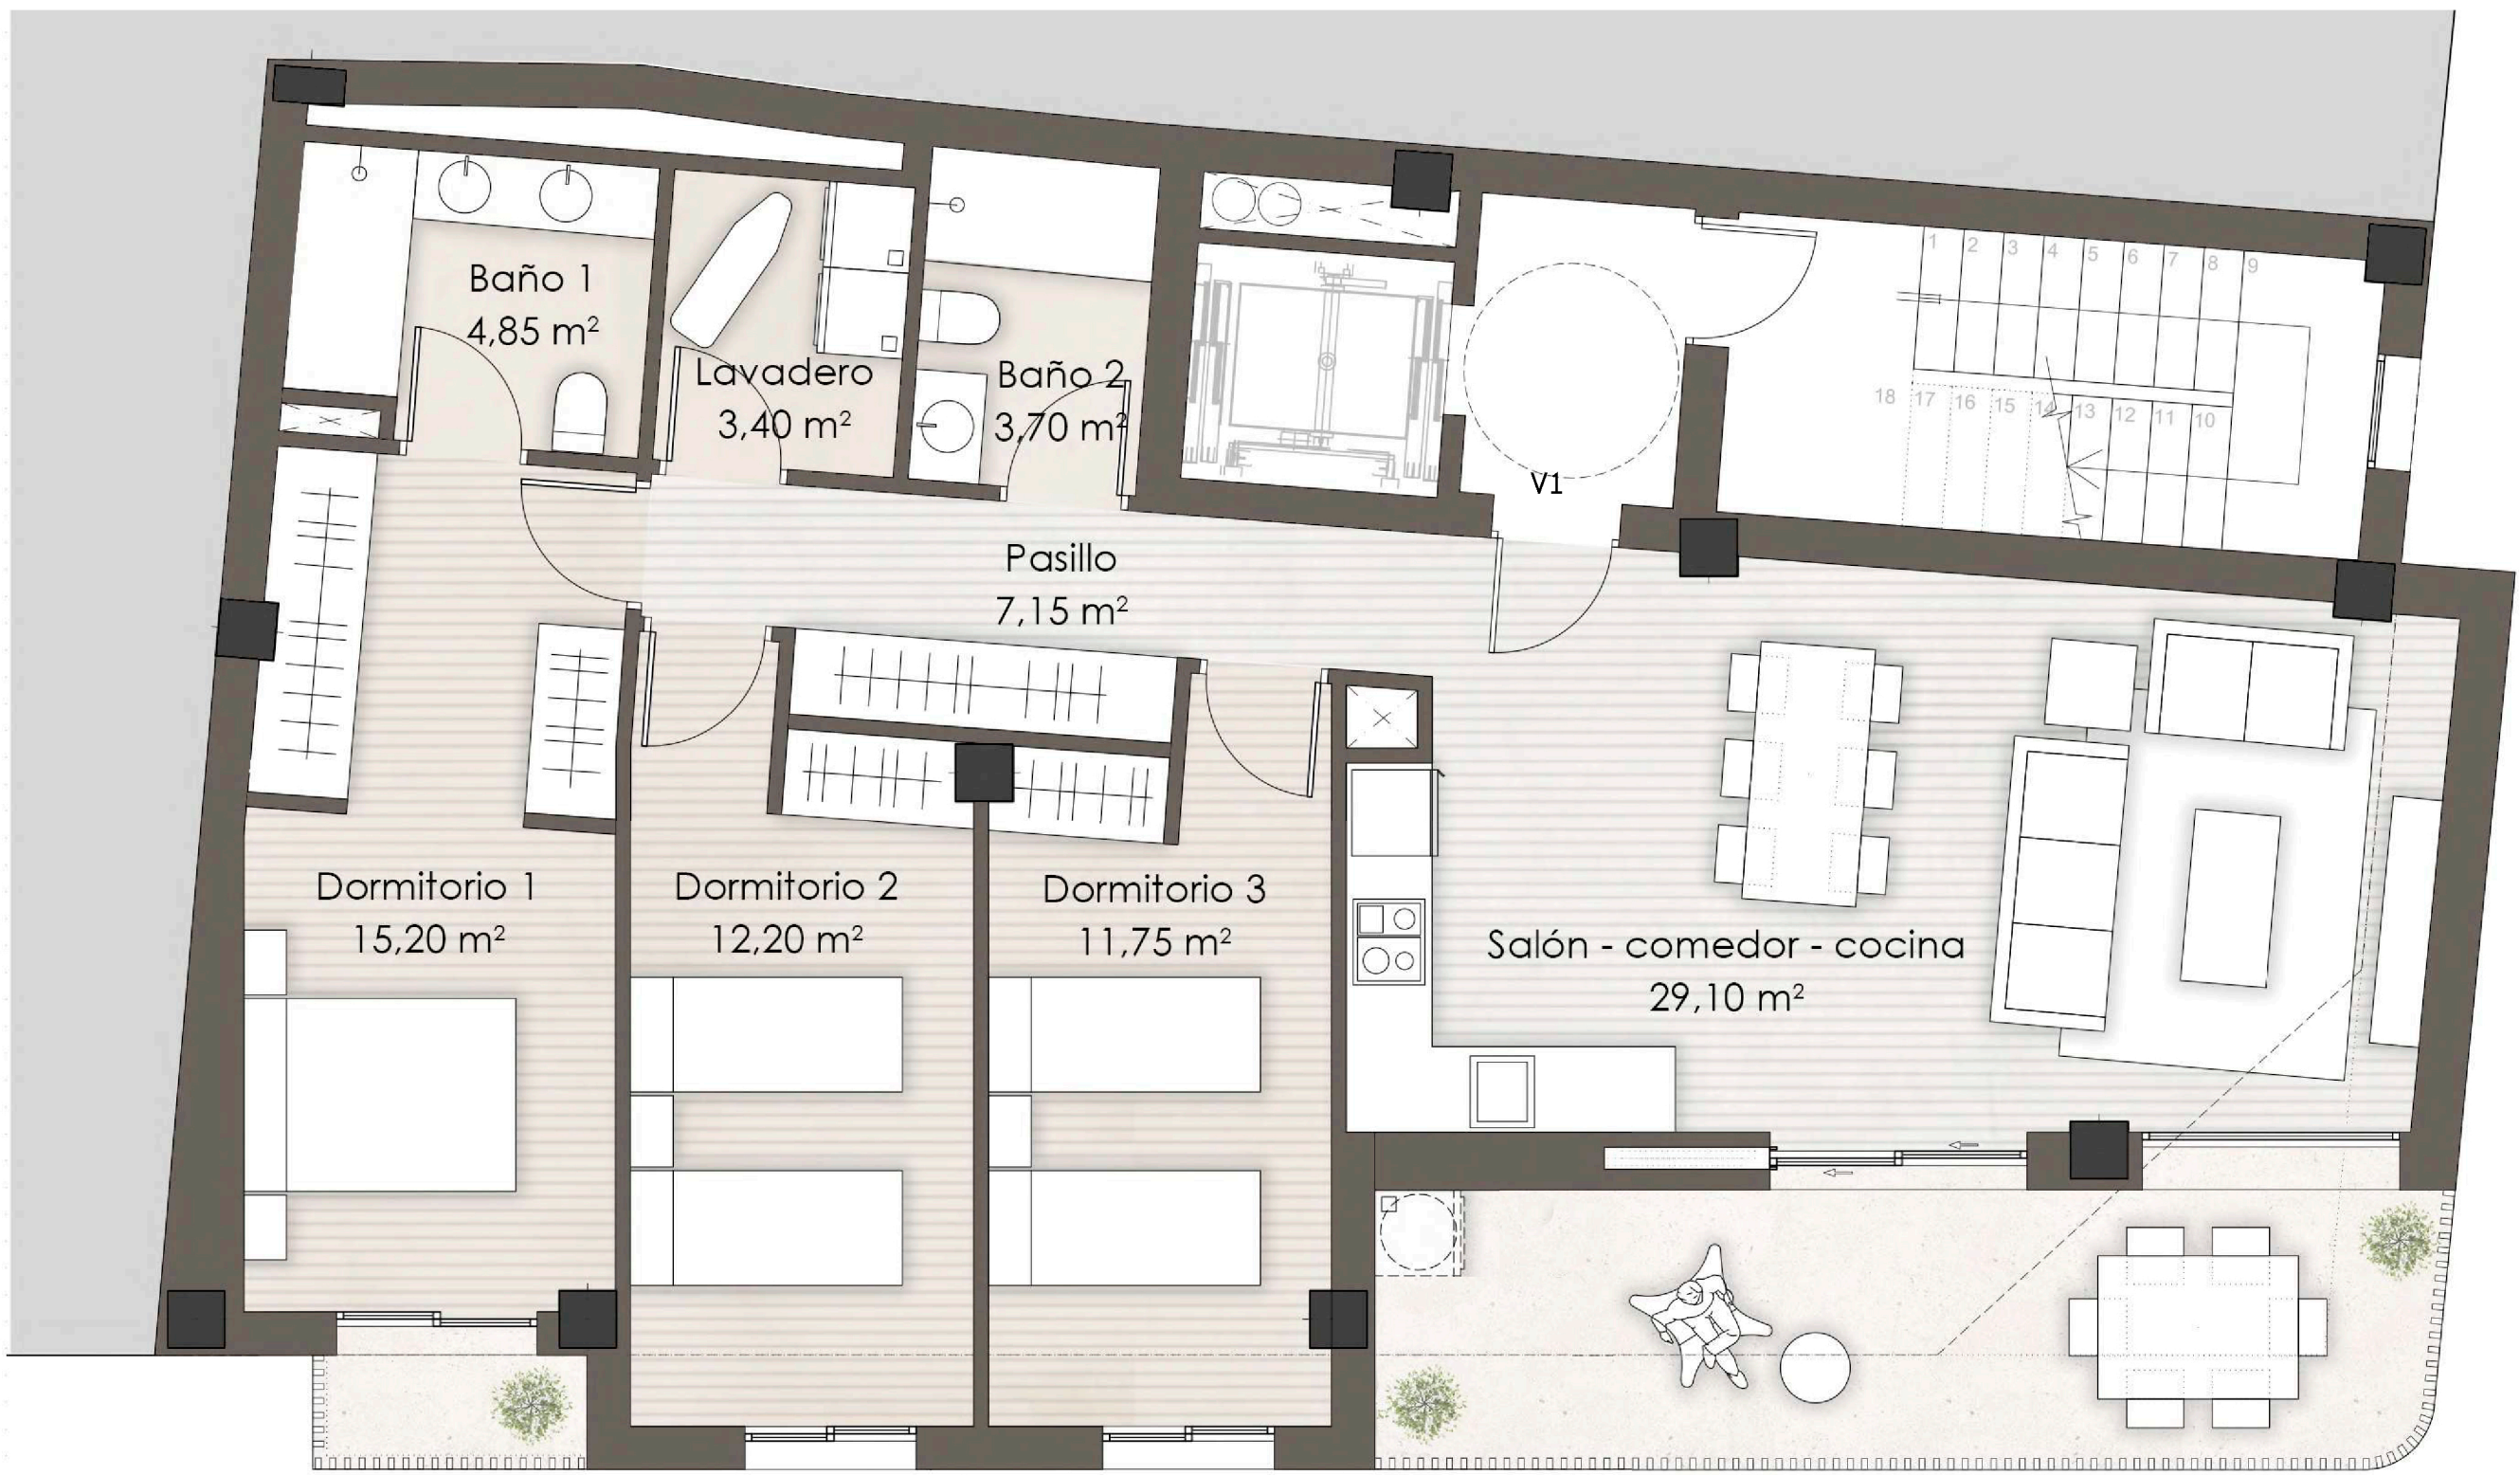 Baño 1
4,85 m²
Lavadero
3,40 m²
Baño 2
3,70 m²
1 2 3 4 5 6 7 8 9
18 17 16 15 14 13 12 11 10
V1
Pasillo
7,15 m²
Dormitorio 1
15,20 m²
Dormitorio 2
12,20 m²
Dormitorio 3
11,75 m²
Salón - comedor - cocina
29,10 m²